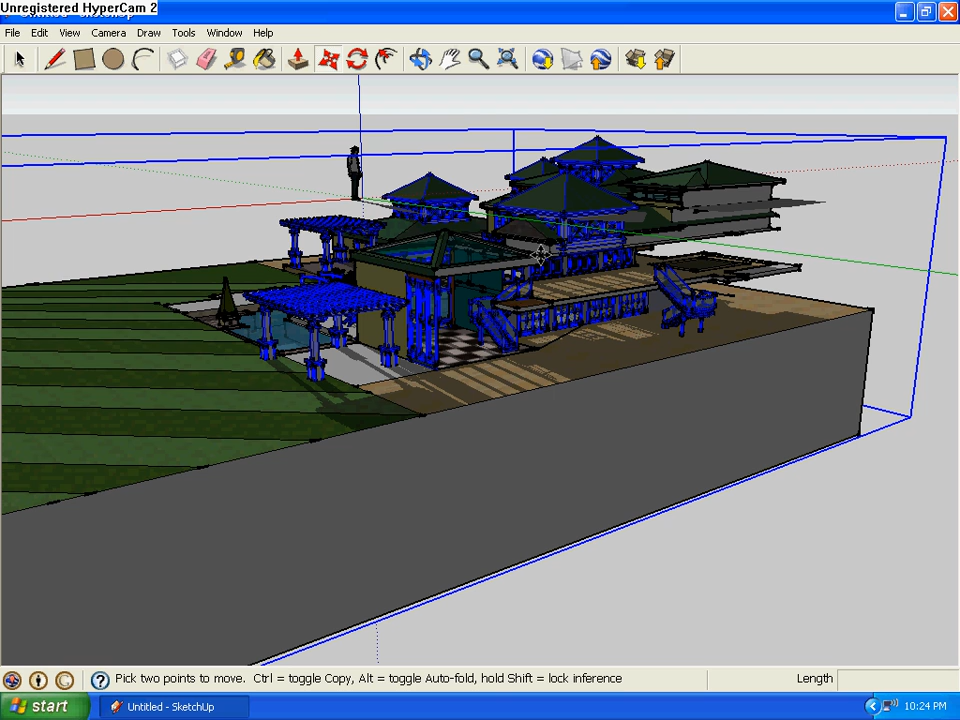 Unregistered HyperCam 2
File Edit View Camera Draw Tools Window Help
Pick two points to move. Ctrl = toggle Copy, Alt = toggle Auto-fold, hold Shift = lock inference Length
start Untitled - SketchUp 10:24 PM